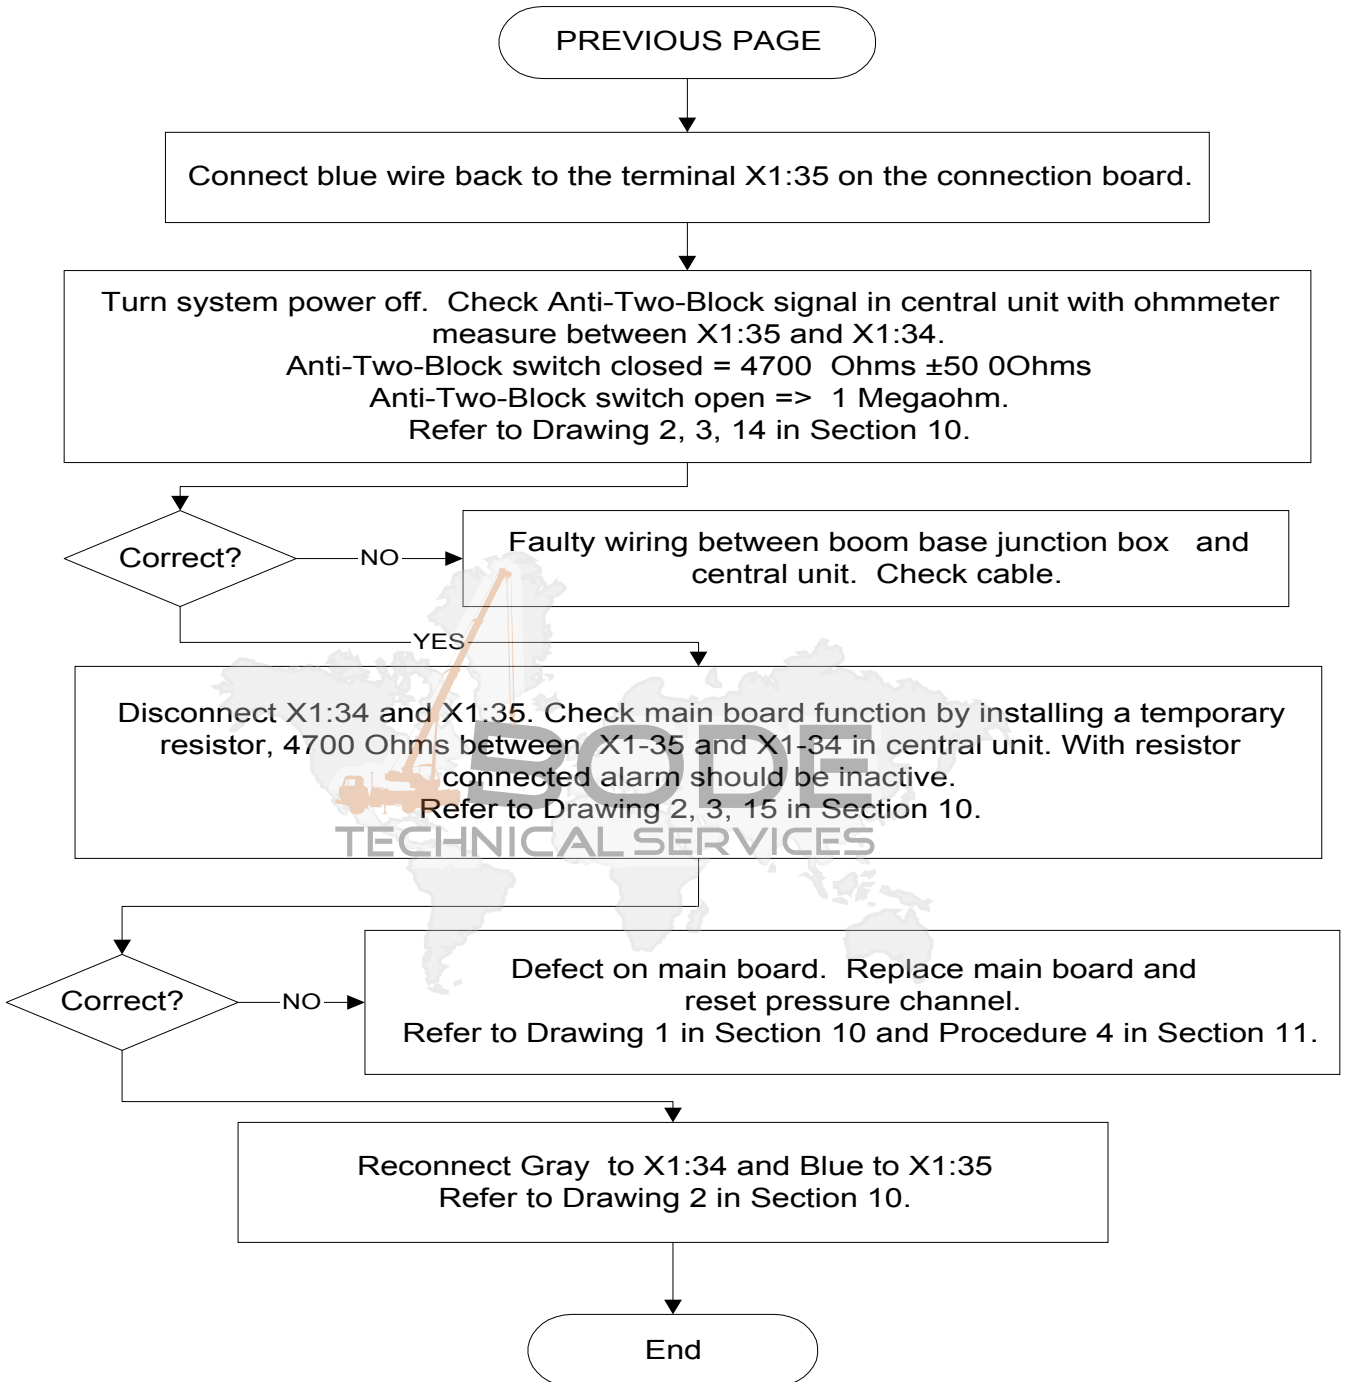 PREVIOUS PAGE
Connect blue wire back to the terminal X1:35 on the connection board.
Turn system power off. Check Anti-Two-Block signal in central unit with ohmmeter
measure between X1:35 and X1:34.
Anti-Two-Block switch closed = 4700 Ohms ±50 0Ohms
Anti-Two-Block switch open => 1 Megaohm.
Refer to Drawing 2, 3, 14 in Section 10.
Correct?
NO
Faulty wiring between boom base junction box and
central unit. Check cable.
YES
Disconnect X1:34 and X1:35. Check main board function by installing a temporary
resistor, 4700 Ohms between X1-35 and X1-34 in central unit. With resistor
connected alarm should be inactive.
Refer to Drawing 2, 3, 15 in Section 10.
BODE
TECHNICAL SERVICES
Correct?
NO
Defect on main board. Replace main board and
reset pressure channel.
Refer to Drawing 1 in Section 10 and Procedure 4 in Section 11.
Reconnect Gray to X1:34 and Blue to X1:35
Refer to Drawing 2 in Section 10.
End